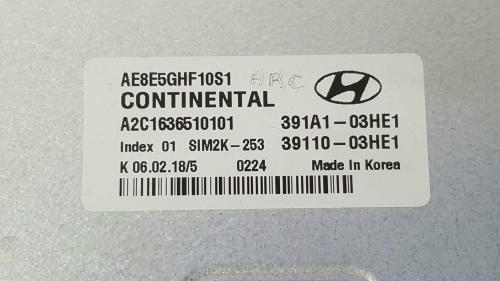 AE8E5GHF10S1 ARC
CONTINENTAL
A2C1636510101 391A1-03HE1
Index 01 SIM2K-253 39110-03HE1
K 06.02.18/5 0224 Made in Korea